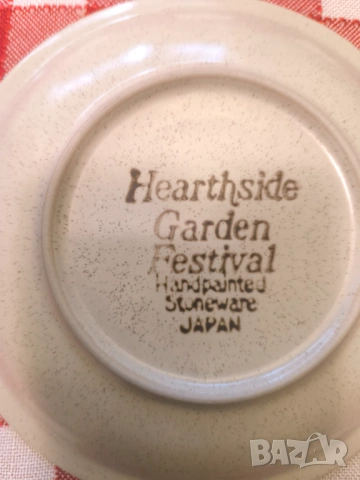 Hearthside
Garden
Festival
Handpainted
Stoneware
JAPAN
BAZAR